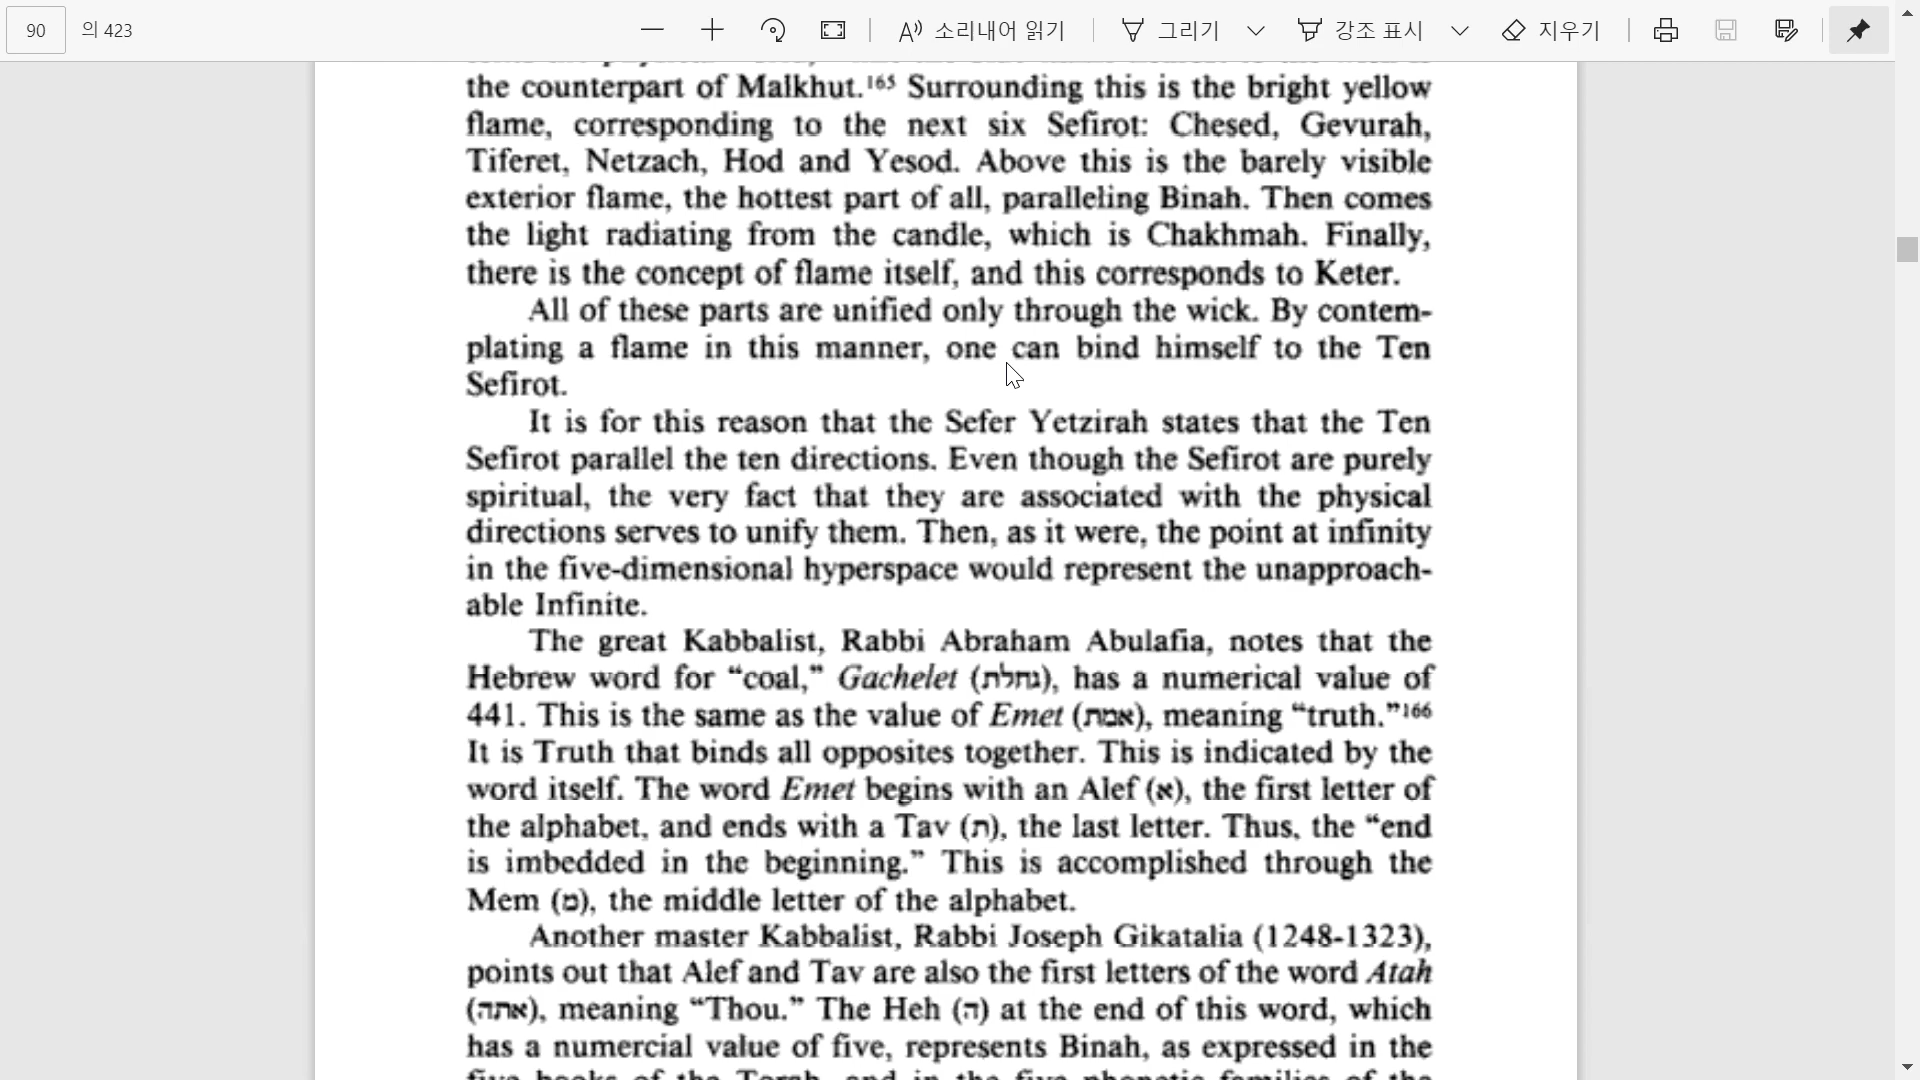 90 의 423 소리내어 읽기 그리기 강조 표시 지우기
the counterpart of Malkhut.¹⁶⁵ Surrounding this is the bright yellow
flame, corresponding to the next six Sefirot: Chesed, Gevurah,
Tiferet, Netzach, Hod and Yesod. Above this is the barely visible
exterior flame, the hottest part of all, paralleling Binah. Then comes
the light radiating from the candle, which is Chakhmah. Finally,
there is the concept of flame itself, and this corresponds to Keter.
All of these parts are unified only through the wick. By contem-
plating a flame in this manner, one can bind himself to the Ten
Sefirot.
It is for this reason that the Sefer Yetzirah states that the Ten
Sefirot parallel the ten directions. Even though the Sefirot are purely
spiritual, the very fact that they are associated with the physical
directions serves to unify them. Then, as it were, the point at infinity
in the five-dimensional hyperspace would represent the unapproach-
able Infinite.
The great Kabbalist, Rabbi Abraham Abulafia, notes that the
Hebrew word for “coal,” Gachelet (גחלת), has a numerical value of
441. This is the same as the value of Emet (אמת), meaning “truth.”¹⁶⁶
It is Truth that binds all opposites together. This is indicated by the
word itself. The word Emet begins with an Alef (א), the first letter of
the alphabet, and ends with a Tav (ת), the last letter. Thus, the “end
is imbedded in the beginning.” This is accomplished through the
Mem (מ), the middle letter of the alphabet.
Another master Kabbalist, Rabbi Joseph Gikatalia (1248-1323),
points out that Alef and Tav are also the first letters of the word Atah
(אתה), meaning “Thou.” The Heh (ה) at the end of this word, which
has a numercial value of five, represents Binah, as expressed in the
five books of the Torah, and in the five phonetic families of the